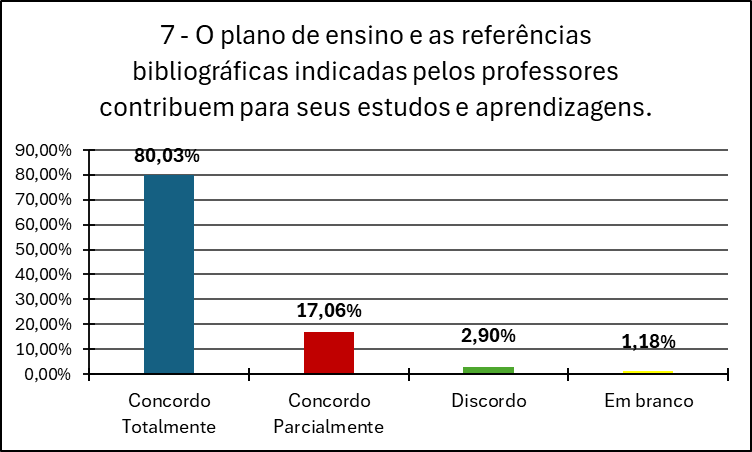 7 - O plano de ensino e as referências
bibliográficas indicadas pelos professores
contribuem para seus estudos e aprendizagens.
90,00%
80,00%
70,00%
60,00%
50,00%
40,00%
30,00%
20,00%
10,00%
0,00%
80,03%
17,06%
2,90%
1,18%
Concordo
Totalmente
Concordo
Parcialmente
Discordo
Em branco